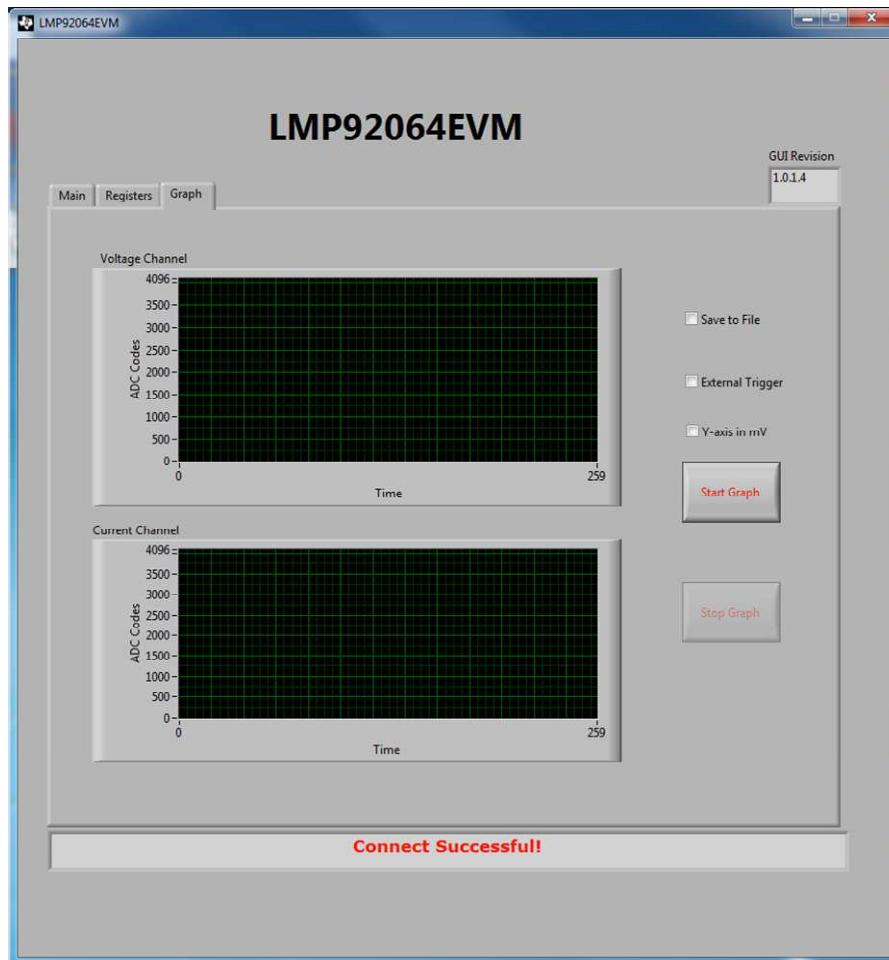 LMP92064EVM
LMP92064EVM
GUI Revision
1.0.1.4
Main Registers Graph
Voltage Channel
4096
3500
3000
2500
2000
1500
1000
500
0
ADC Codes
0 259
Time
Current Channel
4096
3500
3000
2500
2000
1500
1000
500
0
ADC Codes
0 259
Time
Save to File
External Trigger
Y-axis in mV
Start Graph
Stop Graph
Connect Successful!